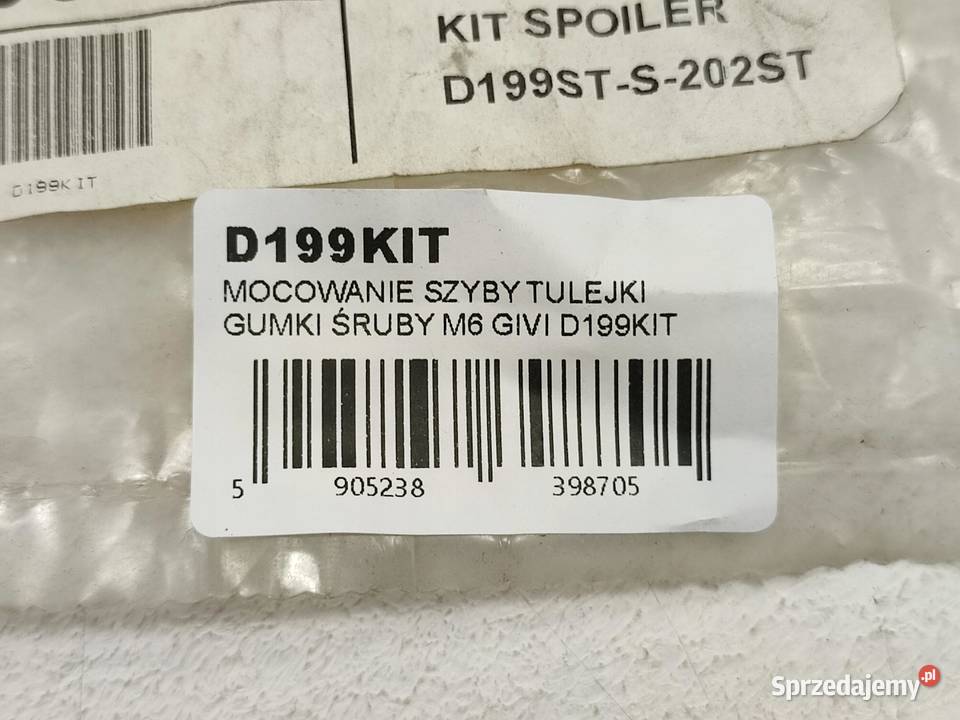 KIT SPOILER
D199ST-S-202ST
D199KIT
D199KIT
MOCOWANIE SZYBY TULEJKI
GUMKI ŚRUBY M6 GIVI D199KIT
5 905238 398705
Sprzedajemy.pl